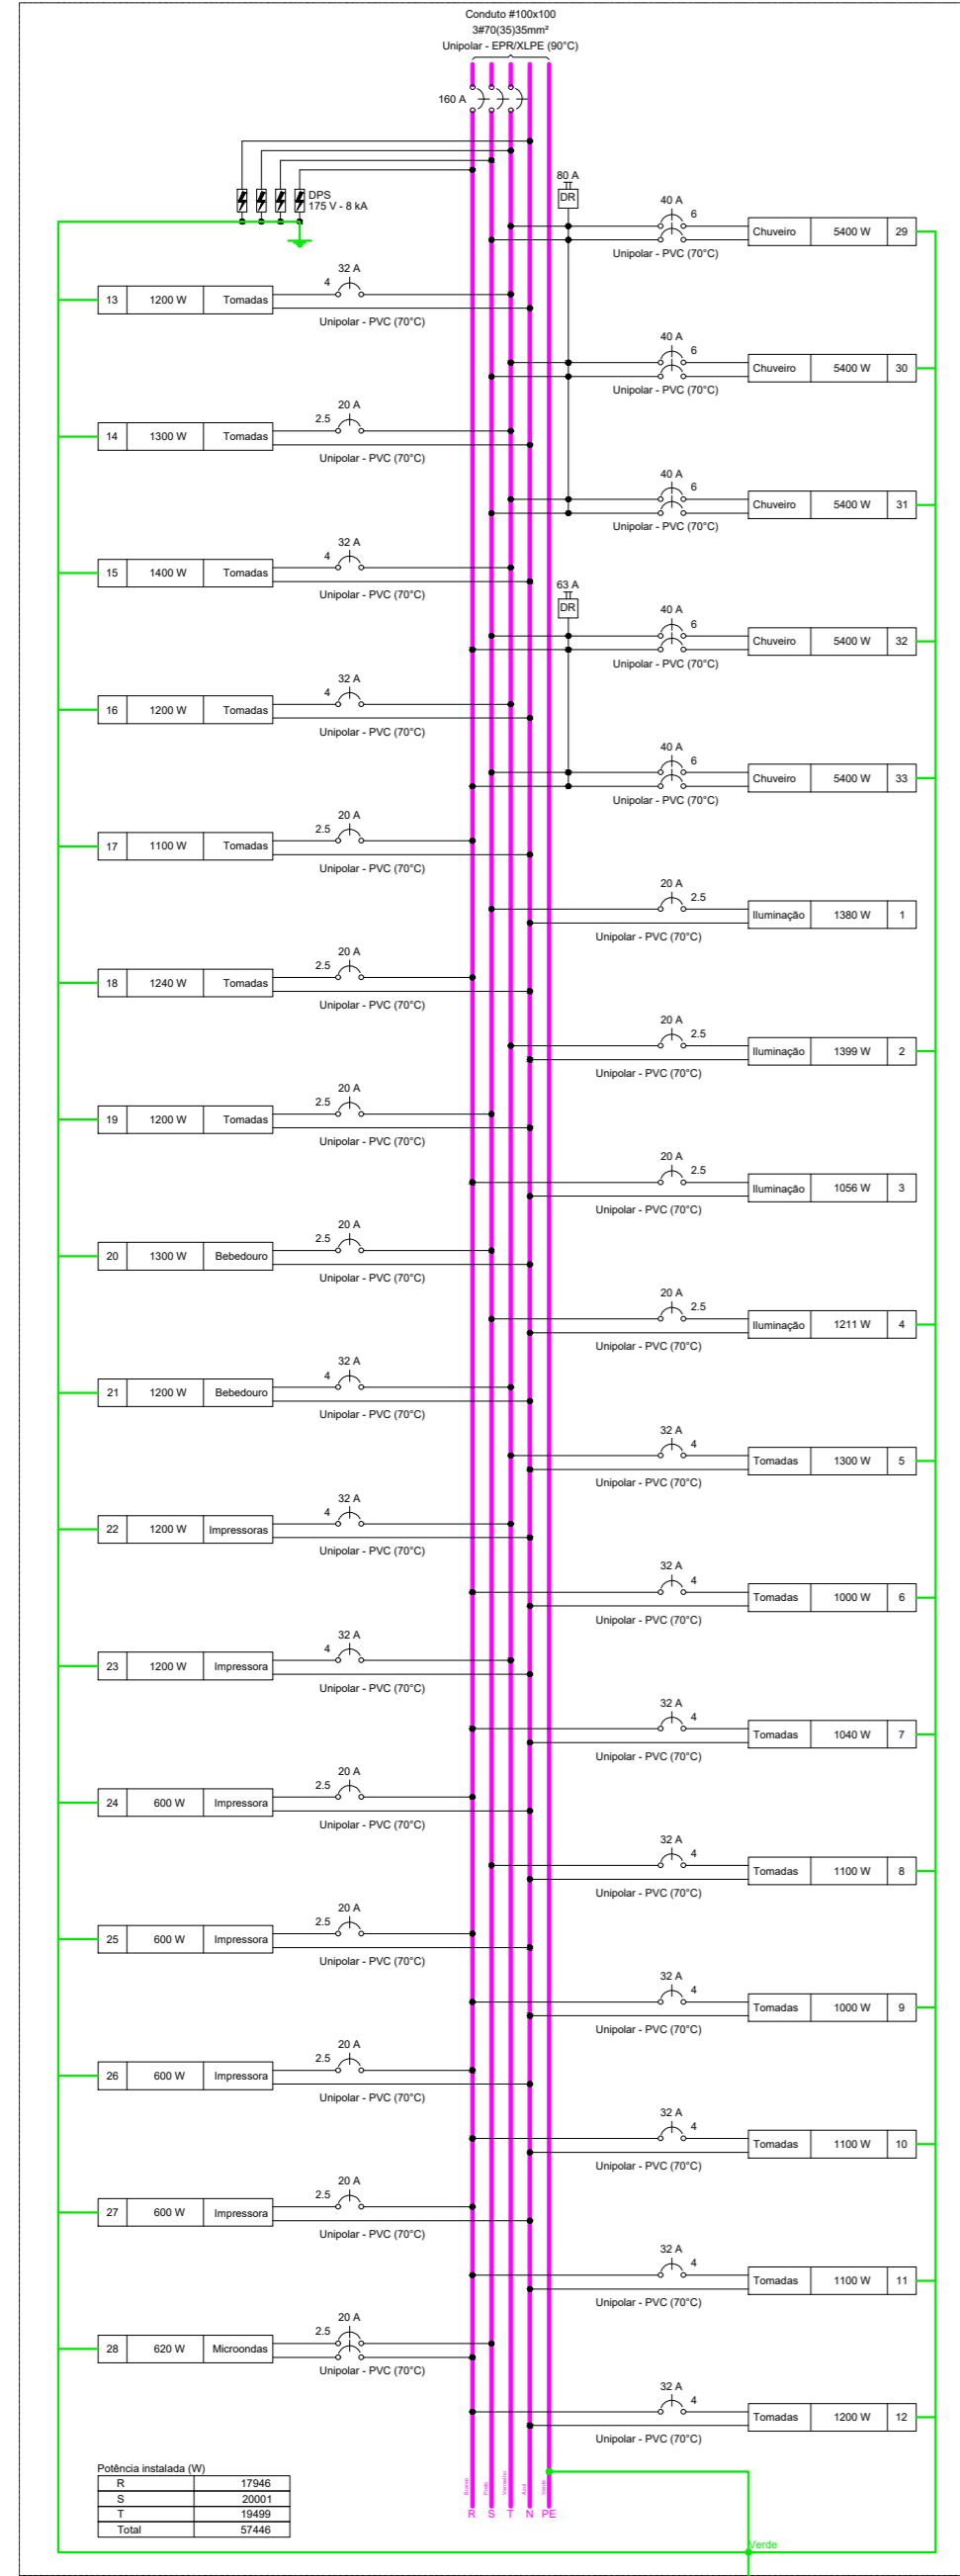 Conduto #100x100
3#70(35)35mm²
Unipolar - EPR/XLPE (90°C)
160 A
DPS
175 V - 8 kA
80 A
DR
40 A
6
Chuveiro 5400 W 29
Unipolar - PVC (70°C)
32 A
4
13 1200 W Tomadas
Unipolar - PVC (70°C)
40 A
6
Chuveiro 5400 W 30
Unipolar - PVC (70°C)
20 A
2.5
14 1300 W Tomadas
Unipolar - PVC (70°C)
40 A
6
Chuveiro 5400 W 31
Unipolar - PVC (70°C)
32 A
4
15 1400 W Tomadas
Unipolar - PVC (70°C)
63 A
DR
40 A
6
Chuveiro 5400 W 32
Unipolar - PVC (70°C)
32 A
4
16 1200 W Tomadas
Unipolar - PVC (70°C)
40 A
6
Chuveiro 5400 W 33
Unipolar - PVC (70°C)
20 A
2.5
17 1100 W Tomadas
Unipolar - PVC (70°C)
20 A
2.5
Iluminação 1380 W 1
Unipolar - PVC (70°C)
20 A
2.5
18 1240 W Tomadas
Unipolar - PVC (70°C)
20 A
2.5
Iluminação 1399 W 2
Unipolar - PVC (70°C)
20 A
2.5
19 1200 W Tomadas
Unipolar - PVC (70°C)
20 A
2.5
Iluminação 1056 W 3
Unipolar - PVC (70°C)
20 A
2.5
20 1300 W Bebedouro
Unipolar - PVC (70°C)
20 A
2.5
Iluminação 1211 W 4
Unipolar - PVC (70°C)
32 A
4
21 1200 W Bebedouro
Unipolar - PVC (70°C)
32 A
4
Tomadas 1300 W 5
Unipolar - PVC (70°C)
32 A
4
22 1200 W Impressoras
Unipolar - PVC (70°C)
32 A
4
Tomadas 1000 W 6
Unipolar - PVC (70°C)
32 A
4
23 1200 W Impressora
Unipolar - PVC (70°C)
32 A
4
Tomadas 1040 W 7
Unipolar - PVC (70°C)
20 A
2.5
24 600 W Impressora
Unipolar - PVC (70°C)
32 A
4
Tomadas 1100 W 8
Unipolar - PVC (70°C)
20 A
2.5
25 600 W Impressora
Unipolar - PVC (70°C)
32 A
4
Tomadas 1000 W 9
Unipolar - PVC (70°C)
20 A
2.5
26 600 W Impressora
Unipolar - PVC (70°C)
32 A
4
Tomadas 1100 W 10
Unipolar - PVC (70°C)
20 A
2.5
27 600 W Impressora
Unipolar - PVC (70°C)
32 A
4
Tomadas 1100 W 11
Unipolar - PVC (70°C)
20 A
2.5
28 620 W Microondas
Unipolar - PVC (70°C)
32 A
4
Tomadas 1200 W 12
Unipolar - PVC (70°C)
Potência instalada (W)
R 17946
S 20001
T 19499
Total 57446
Branco
Preto
Vermelho
Azul
Verde
R S T N PE
Verde